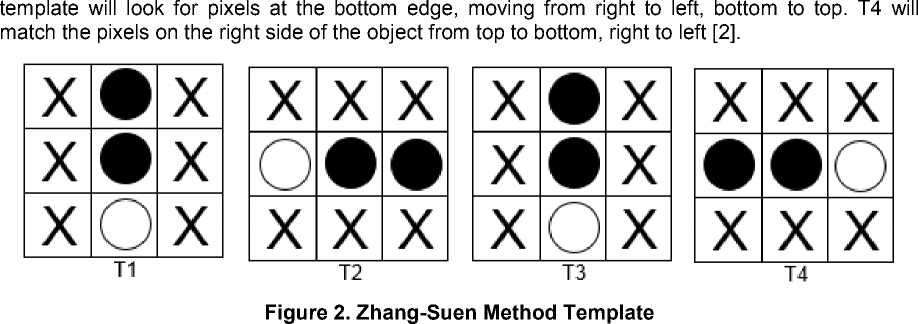 template will look for pixels at the bottom edge, moving from right to left, bottom to top. T4 will
match the pixels on the right side of the object from top to bottom, right to left [2].
X X X X X X X X X X
X X X X
X X X X X X X X X X
T1 T2 T3 T4
Figure 2. Zhang-Suen Method Template